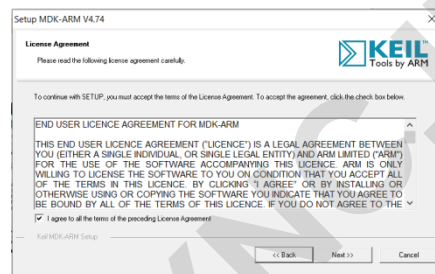 Setup MDK-ARM V4.74
License Agreement
Please read the following license agreement carefully.
KEIL™
Tools by ARM
To continue with SETUP, you must accept the terms of the License Agreement. To accept the agreement, click the check box below.
END USER LICENCE AGREEMENT FOR MDK-ARM
THIS END USER LICENCE AGREEMENT ("LICENCE") IS A LEGAL AGREEMENT BETWEEN
YOU (EITHER A SINGLE INDIVIDUAL, OR SINGLE LEGAL ENTITY) AND ARM LIMITED ("ARM")
FOR THE USE OF THE SOFTWARE ACCOMPANYING THIS LICENCE. ARM IS ONLY
WILLING TO LICENSE THE SOFTWARE TO YOU ON CONDITION THAT YOU ACCEPT ALL
OF THE TERMS IN THIS LICENCE. BY CLICKING "I AGREE" OR BY INSTALLING OR
OTHERWISE USING OR COPYING THE SOFTWARE YOU INDICATE THAT YOU AGREE TO
BE BOUND BY ALL OF THE TERMS OF THIS LICENCE. IF YOU DO NOT AGREE TO THE
I agree to all the terms of the preceding License Agreement
Keil MDK-ARM Setup
<< Back
Next >>
Cancel